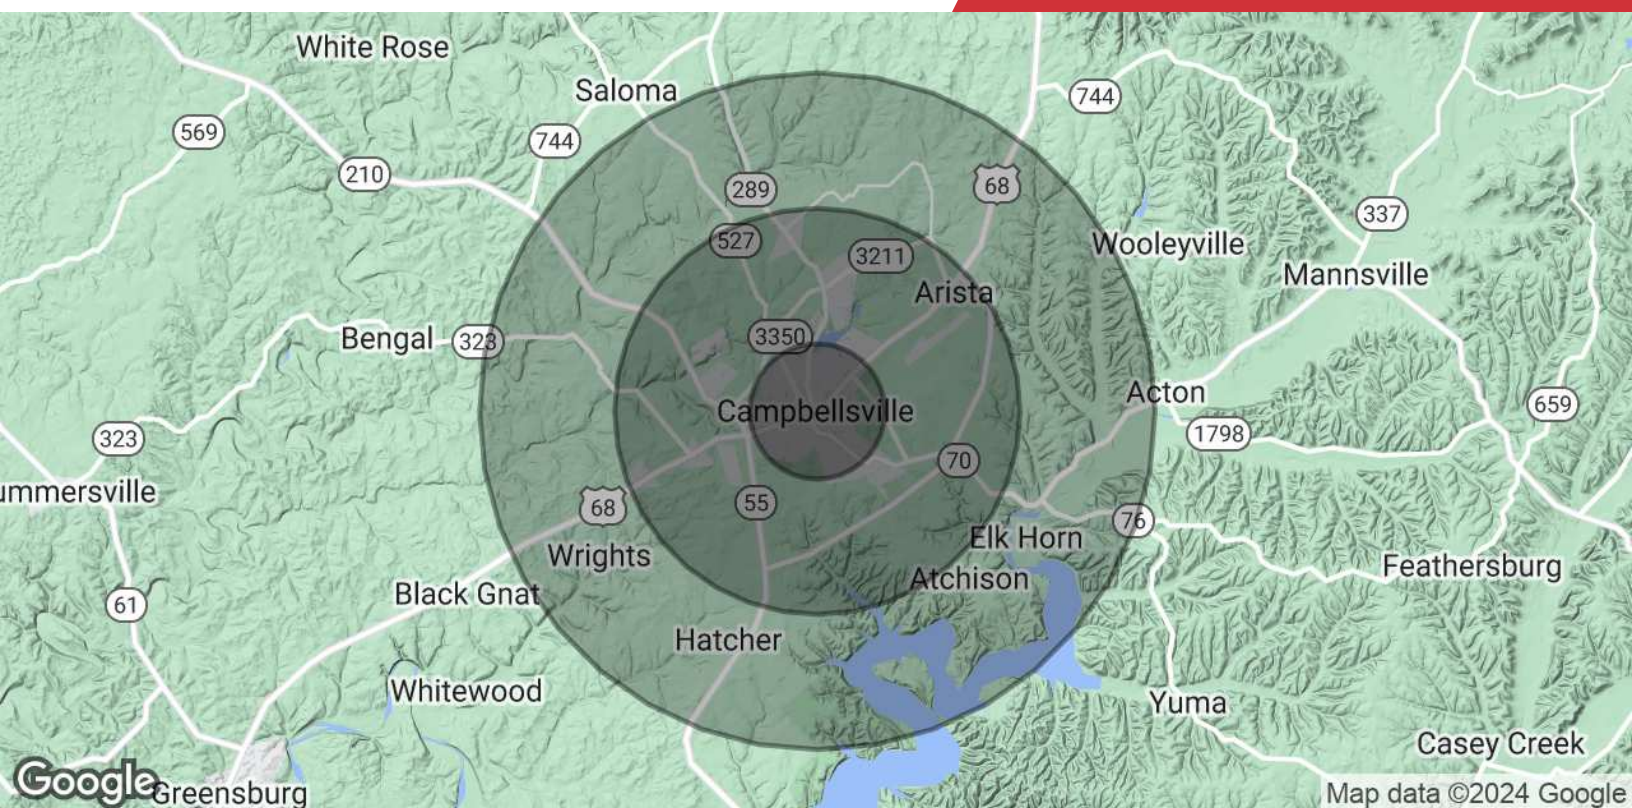 White Rose
Saloma
744
569
744
210
68
289
337
527
Wooleyville
3211
Mannsville
Arista
3350
Bengal
323
Acton
659
Campbellsville
1798
323
70
ummersville
68
55
76
Elk Horn
Wrights
Feathersburg
Atchison
Black Gnat
61
Hatcher
Whitewood
Yuma
Casey Creek
Google
Greensburg
Map data ©2024 Google